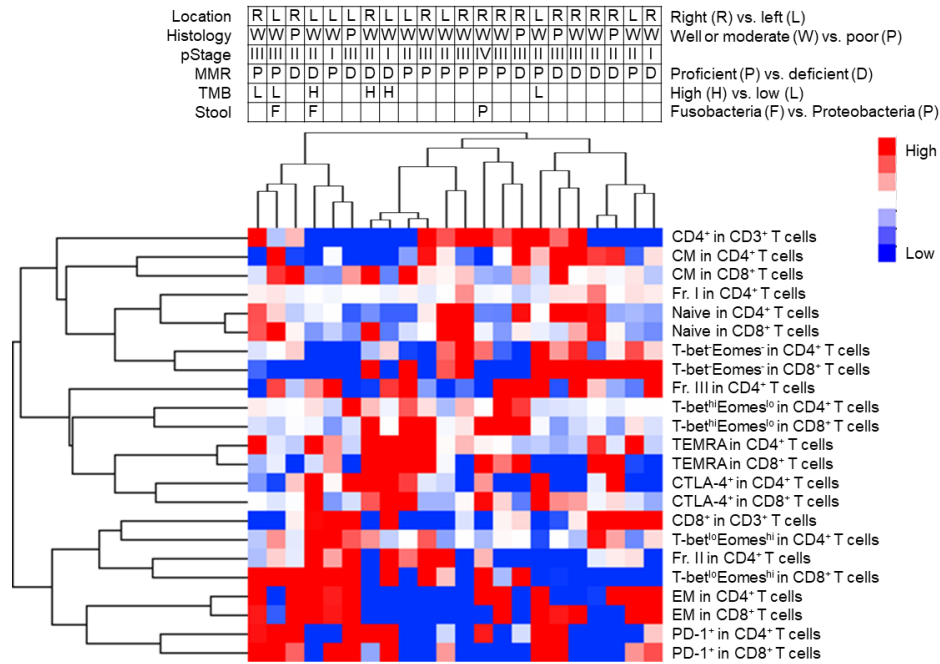 Location R L R L L L R L L L R L R R R L R R R R L R Right (R) vs. left (L)
Histology W W P W W P W W W W W W W W P W P W W P W W Well or moderate (W) vs. poor (P)
pStage III III III II I III II I II III II III IV III III II III III II II II I
MMR P P D D P D D D P P P P P P D P D D D D P D Proficient (P) vs. deficient (D)
TMB L L H H H L High (H) vs. low (L)
Stool F F P Fusobacteria (F) vs. Proteobacteria (P)
High
Low
CD4⁺ in CD3⁺ T cells
CM in CD4⁺ T cells
CM in CD8⁺ T cells
Fr. I in CD4⁺ T cells
Naive in CD4⁺ T cells
Naive in CD8⁺ T cells
T-bet⁻Eomes⁻ in CD4⁺ T cells
T-bet⁻Eomes⁻ in CD8⁺ T cells
Fr. III in CD4⁺ T cells
T-betʰⁱEomesˡᵒ in CD4⁺ T cells
T-betʰⁱEomesˡᵒ in CD8⁺ T cells
TEMRA in CD4⁺ T cells
TEMRA in CD8⁺ T cells
CTLA-4⁺ in CD4⁺ T cells
CTLA-4⁺ in CD8⁺ T cells
CD8⁺ in CD3⁺ T cells
T-betˡᵒEomesʰⁱ in CD4⁺ T cells
Fr. II in CD4⁺ T cells
T-betˡᵒEomesʰⁱ in CD8⁺ T cells
EM in CD4⁺ T cells
EM in CD8⁺ T cells
PD-1⁺ in CD4⁺ T cells
PD-1⁺ in CD8⁺ T cells